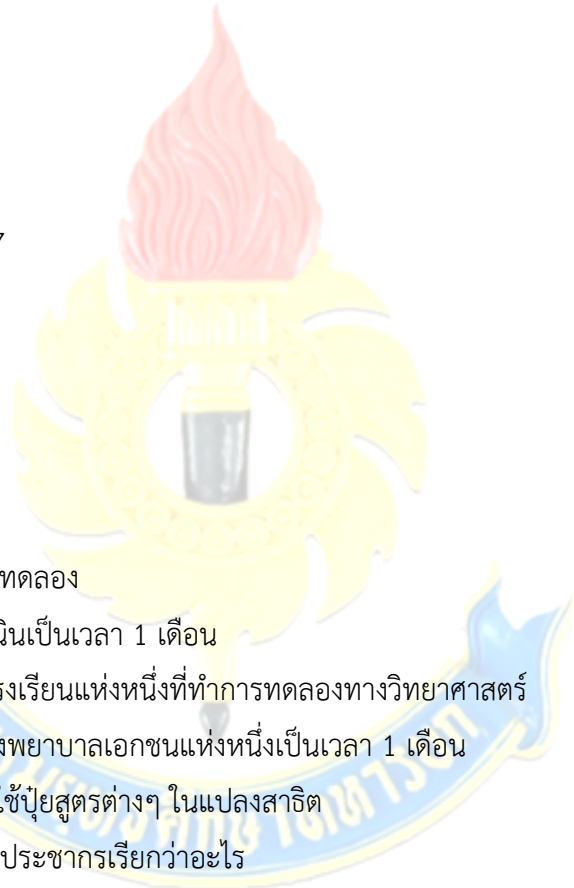 ทดลอง
นินเป็นเวลา 1 เดือน
รงเรียนแห่งหนึ่งที่ทำการทดลองทางวิทยาศาสตร์
งพยาบาลเอกชนแห่งหนึ่งเป็นเวลา 1 เดือน
ใช้ปุ๋ยสูตรต่างๆ ในแปลงสาธิต
ประชากรเรียกว่าอะไร